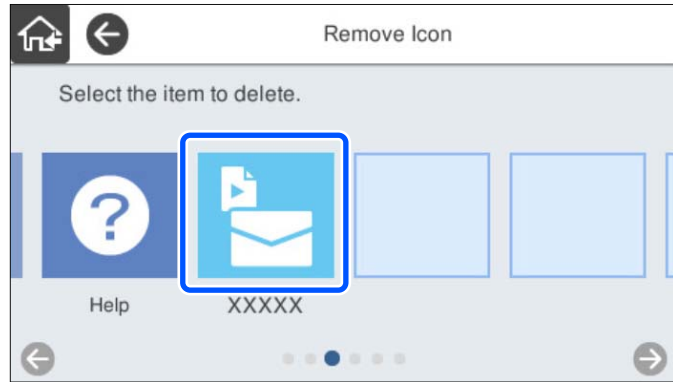 Remove Icon
Select the item to delete.
?
Help
XXXXX